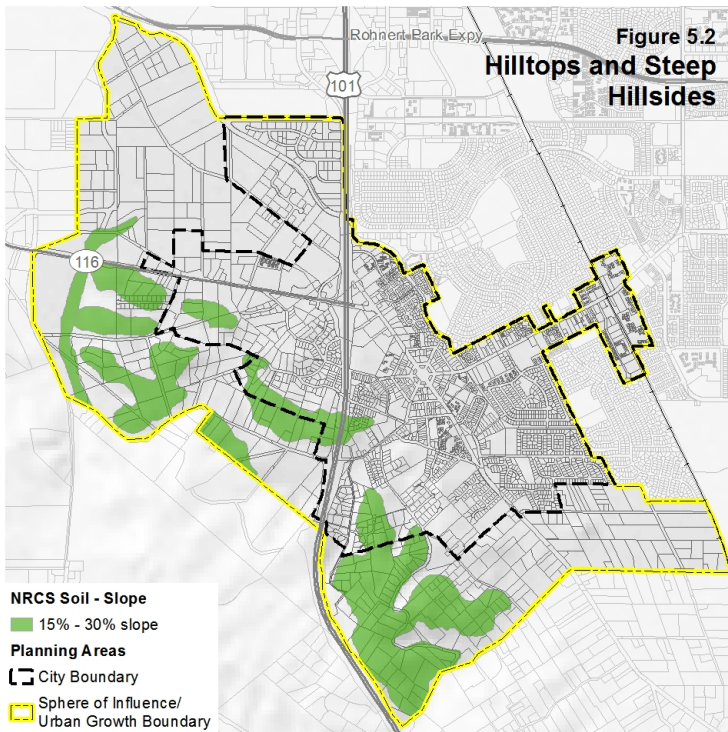 Rohnert Park Expy
Figure 5.2
Hilltops and Steep
Hillsides
101
116
NRCS Soil - Slope
15% - 30% slope
Planning Areas
City Boundary
Sphere of Influence/
Urban Growth Boundary